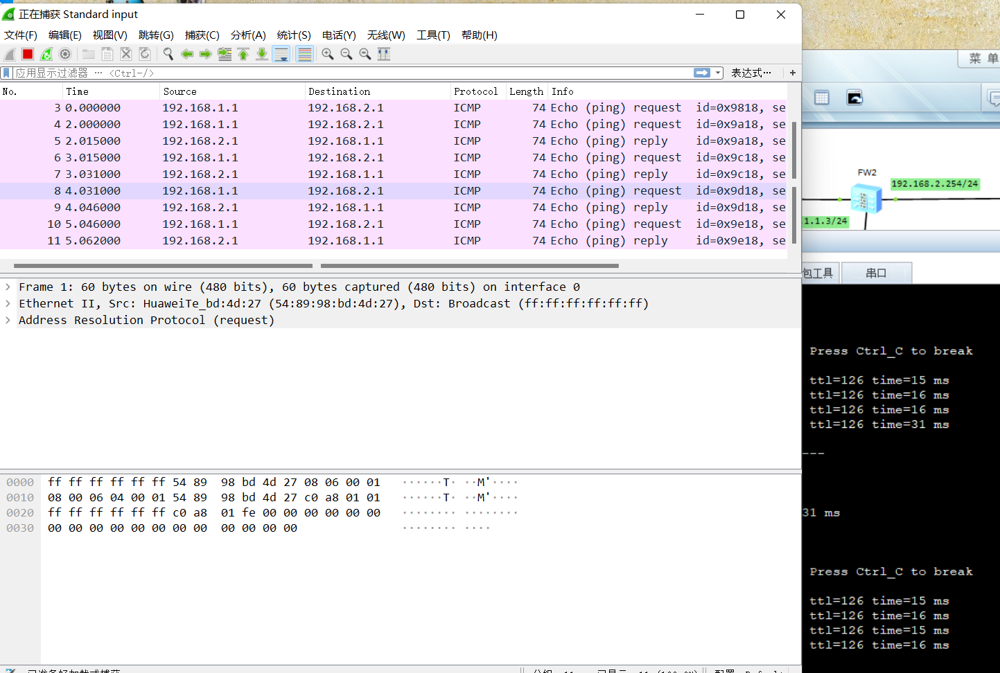 正在捕获 Standard input
文件(F) 编辑(E) 视图(V) 跳转(G) 捕获(C) 分析(A) 统计(S) 电话(Y) 无线(W) 工具(T) 帮助(H)
应用显示过滤器 … <Ctrl-/> 表达式… +
No. Time Source Destination Protocol Length Info
3 0.000000 192.168.1.1 192.168.2.1 ICMP 74 Echo (ping) request id=0x9818, se
4 2.000000 192.168.1.1 192.168.2.1 ICMP 74 Echo (ping) request id=0x9a18, se
5 2.015000 192.168.2.1 192.168.1.1 ICMP 74 Echo (ping) reply id=0x9a18, se
6 3.015000 192.168.1.1 192.168.2.1 ICMP 74 Echo (ping) request id=0x9c18, se
7 3.031000 192.168.2.1 192.168.1.1 ICMP 74 Echo (ping) reply id=0x9c18, se
8 4.031000 192.168.1.1 192.168.2.1 ICMP 74 Echo (ping) request id=0x9d18, se
9 4.046000 192.168.2.1 192.168.1.1 ICMP 74 Echo (ping) reply id=0x9d18, se
10 5.046000 192.168.1.1 192.168.2.1 ICMP 74 Echo (ping) request id=0x9e18, se
11 5.062000 192.168.2.1 192.168.1.1 ICMP 74 Echo (ping) reply id=0x9e18, se
Frame 1: 60 bytes on wire (480 bits), 60 bytes captured (480 bits) on interface 0
Ethernet II, Src: HuaweiTe_bd:4d:27 (54:89:98:bd:4d:27), Dst: Broadcast (ff:ff:ff:ff:ff:ff)
Address Resolution Protocol (request)
0000 ff ff ff ff ff ff 54 89 98 bd 4d 27 08 06 00 01 ······T· ··M'····
0010 08 00 06 04 00 01 54 89 98 bd 4d 27 c0 a8 01 01 ······T· ··M'····
0020 ff ff ff ff ff ff c0 a8 01 fe 00 00 00 00 00 00 ········ ········
0030 00 00 00 00 00 00 00 00 00 00 00 00 ········ ····
菜 单
FW2
192.168.2.254/24
1.1.3/24
包工具 串口
Press Ctrl_C to break
ttl=126 time=15 ms
ttl=126 time=16 ms
ttl=126 time=16 ms
ttl=126 time=31 ms
---
31 ms
Press Ctrl_C to break
ttl=126 time=15 ms
ttl=126 time=16 ms
ttl=126 time=15 ms
ttl=126 time=16 ms